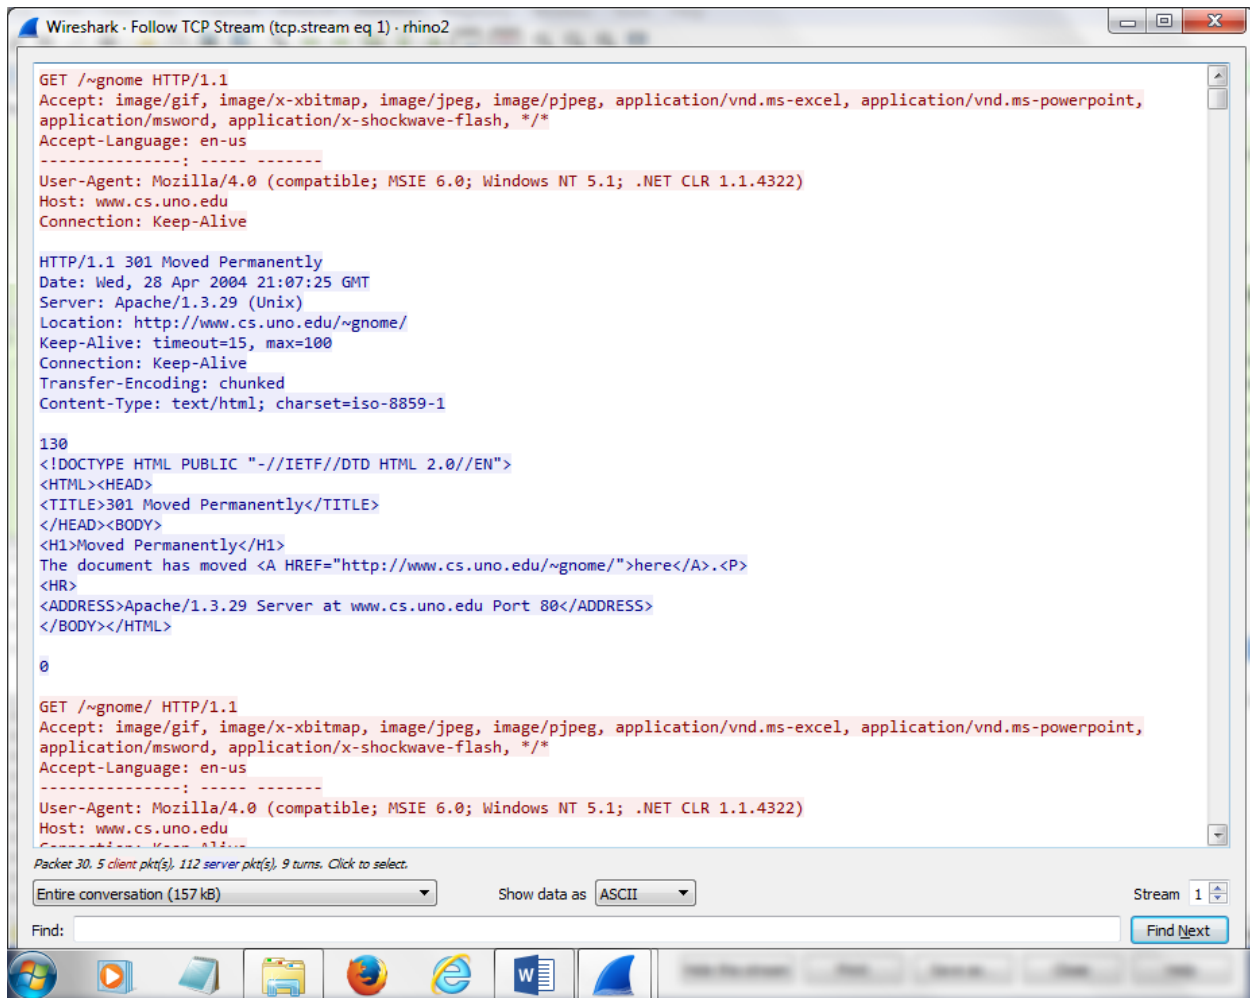 Wireshark · Follow TCP Stream (tcp.stream eq 1) · rhino2
GET /~gnome HTTP/1.1
Accept: image/gif, image/x-xbitmap, image/jpeg, image/pjpeg, application/vnd.ms-excel, application/vnd.ms-powerpoint,
application/msword, application/x-shockwave-flash, */*
Accept-Language: en-us
---------------: ----- -------
User-Agent: Mozilla/4.0 (compatible; MSIE 6.0; Windows NT 5.1; .NET CLR 1.1.4322)
Host: www.cs.uno.edu
Connection: Keep-Alive
HTTP/1.1 301 Moved Permanently
Date: Wed, 28 Apr 2004 21:07:25 GMT
Server: Apache/1.3.29 (Unix)
Location: http://www.cs.uno.edu/~gnome/
Keep-Alive: timeout=15, max=100
Connection: Keep-Alive
Transfer-Encoding: chunked
Content-Type: text/html; charset=iso-8859-1
130
<!DOCTYPE HTML PUBLIC "-//IETF//DTD HTML 2.0//EN">
<HTML><HEAD>
<TITLE>301 Moved Permanently</TITLE>
</HEAD><BODY>
<H1>Moved Permanently</H1>
The document has moved <A HREF="http://www.cs.uno.edu/~gnome/">here</A>.<P>
<HR>
<ADDRESS>Apache/1.3.29 Server at www.cs.uno.edu Port 80</ADDRESS>
</BODY></HTML>
0
GET /~gnome/ HTTP/1.1
Accept: image/gif, image/x-xbitmap, image/jpeg, image/pjpeg, application/vnd.ms-excel, application/vnd.ms-powerpoint,
application/msword, application/x-shockwave-flash, */*
Accept-Language: en-us
---------------: ----- -------
User-Agent: Mozilla/4.0 (compatible; MSIE 6.0; Windows NT 5.1; .NET CLR 1.1.4322)
Host: www.cs.uno.edu
Connection: Keep-Alive
Packet 30. 5 client pkt(s), 112 server pkt(s), 9 turns. Click to select.
Entire conversation (157 kB) Show data as ASCII Stream 1
Find: Find Next
W